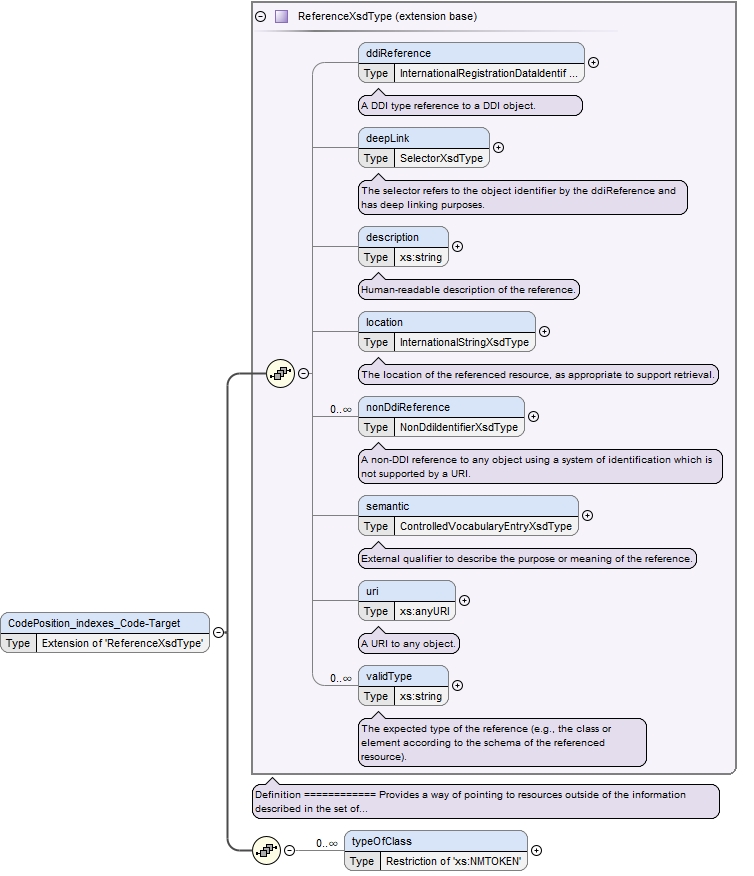 ReferenceXsdType (extension base)
ddiReference
Type InternationalRegistrationDataIdentif ...
A DDI type reference to a DDI object.
deepLink
Type SelectorXsdType
The selector refers to the object identifier by the ddiReference and
has deep linking purposes.
description
Type xs:string
Human-readable description of the reference.
location
Type InternationalStringXsdType
The location of the referenced resource, as appropriate to support retrieval.
0..∞
nonDdiReference
Type NonDdiIdentifierXsdType
A non-DDI reference to any object using a system of identification which is
not supported by a URI.
semantic
Type ControlledVocabularyEntryXsdType
External qualifier to describe the purpose or meaning of the reference.
uri
Type xs:anyURI
A URI to any object.
0..∞
validType
Type xs:string
The expected type of the reference (e.g., the class or
element according to the schema of the referenced
resource).
CodePosition_indexes_Code-Target
Type Extension of 'ReferenceXsdType'
Definition ============ Provides a way of pointing to resources outside of the information
described in the set of...
0..∞
typeOfClass
Type Restriction of 'xs:NMTOKEN'